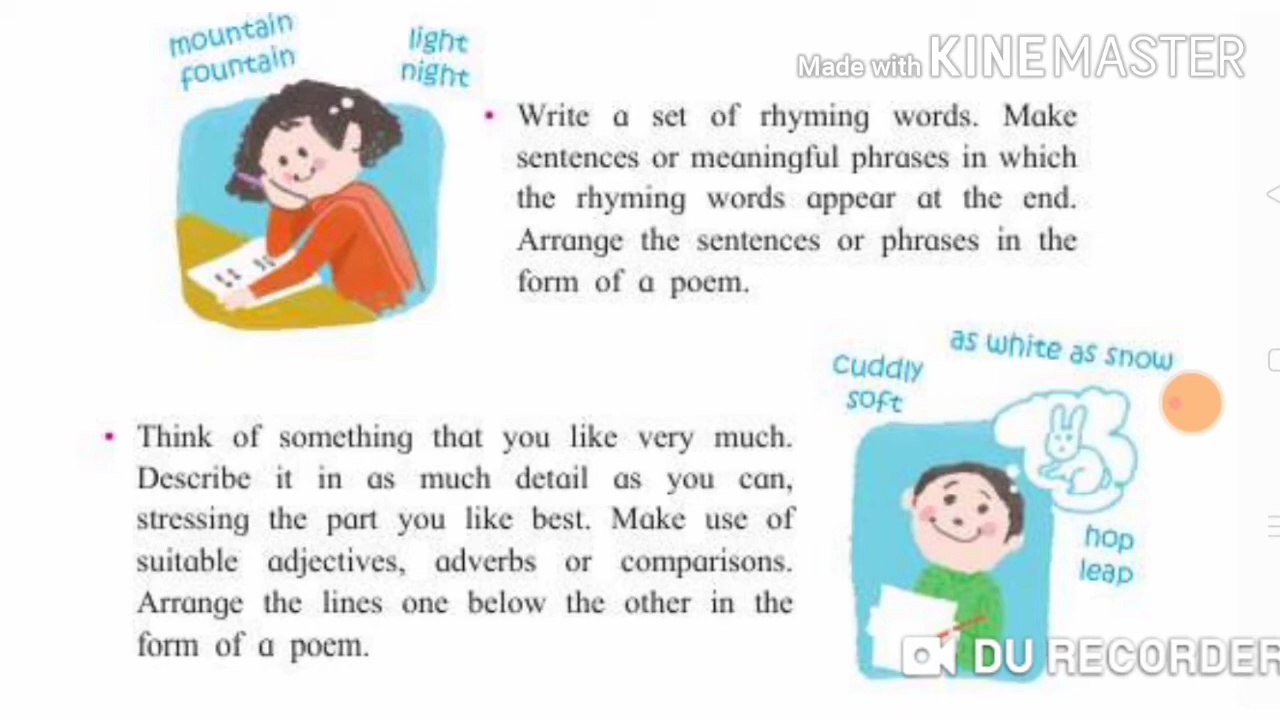 mountain
fountain
light
night
Made with KINEMASTER
• Write a set of rhyming words. Make
sentences or meaningful phrases in which
the rhyming words appear at the end.
Arrange the sentences or phrases in the
form of a poem.
as white as snow
cuddly
soft
• Think of something that you like very much.
Describe it in as much detail as you can,
stressing the part you like best. Make use of
suitable adjectives, adverbs or comparisons.
Arrange the lines one below the other in the
form of a poem.
hop
leap
DU RECORDER